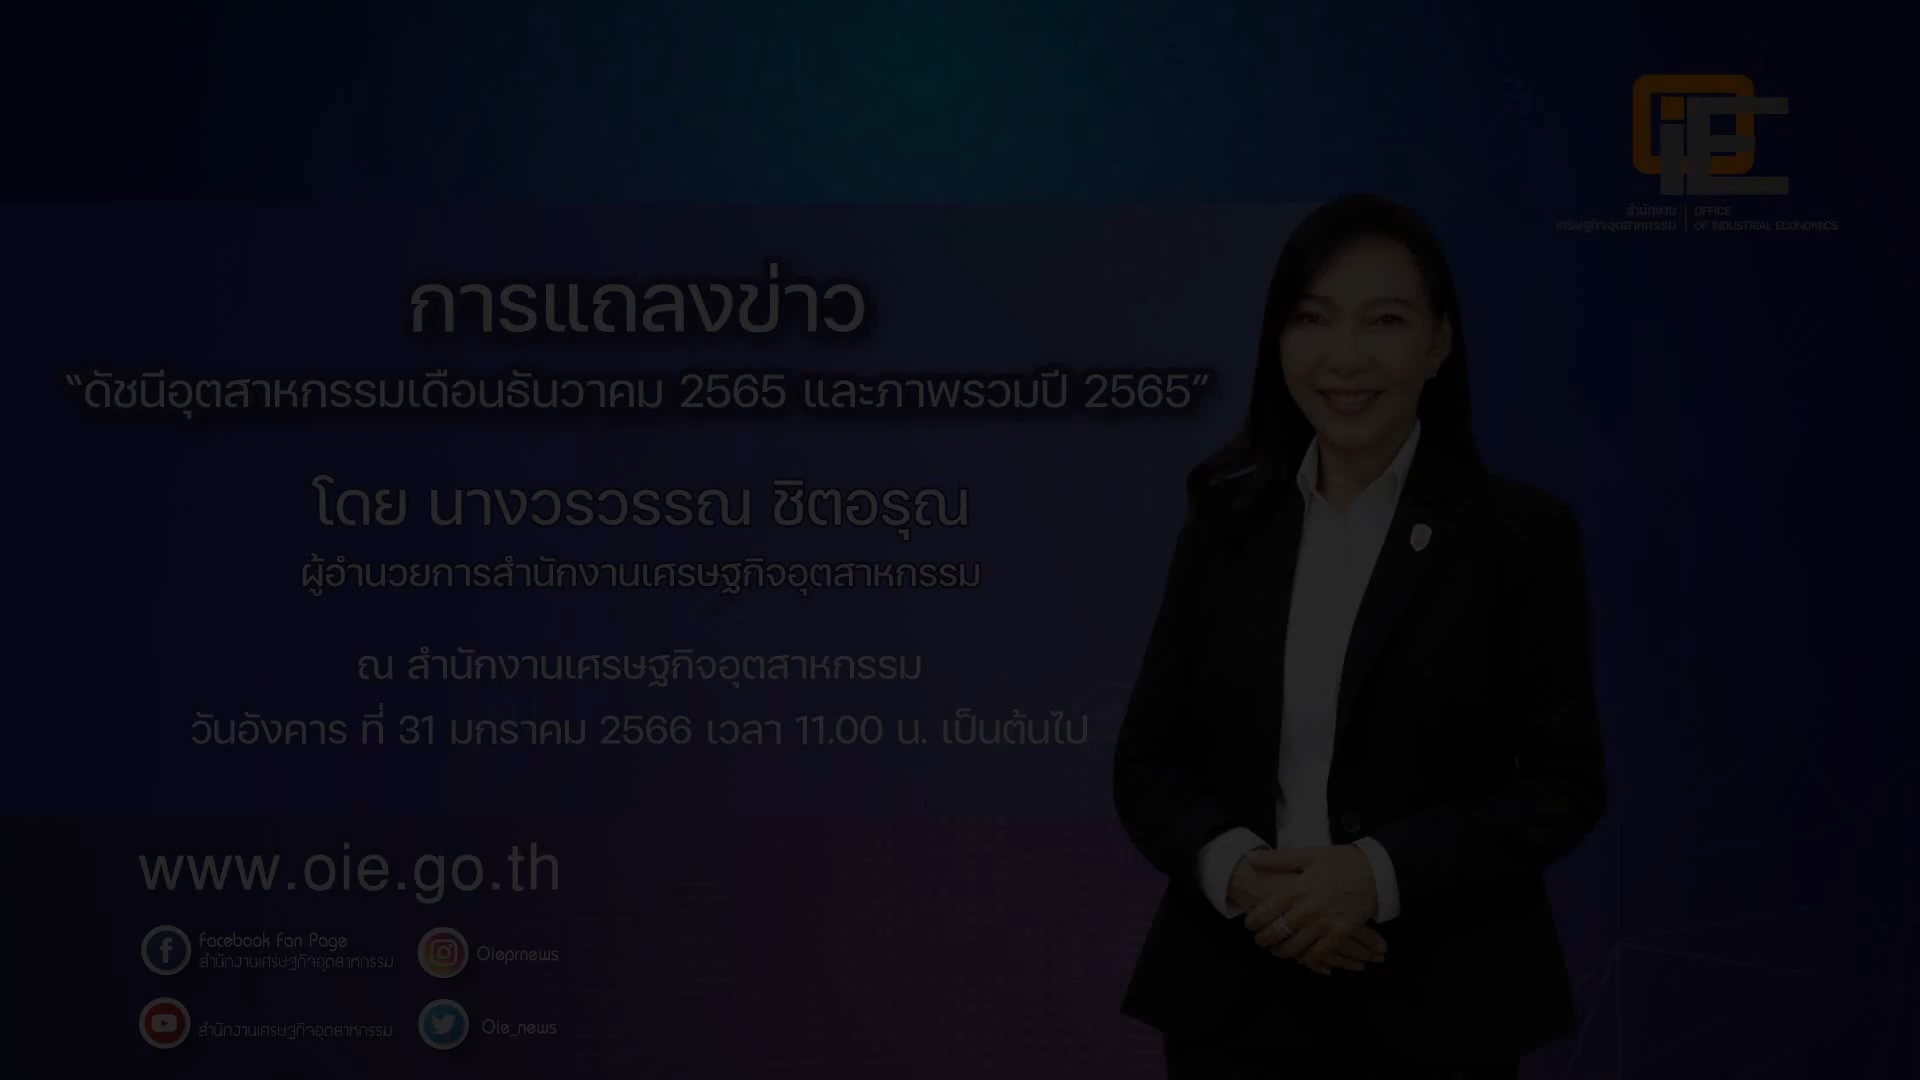 สำนักงาน
เศรษฐกิจอุตสาหกรรม
OFFICE
OF INDUSTRIAL ECONOMICS
การแถลงข่าว
“ดัชนีอุตสาหกรรมเดือนธันวาคม 2565 และภาพรวมปี 2565”
โดย นางวรวรรณ ชิตอรุณ
ผู้อำนวยการสำนักงานเศรษฐกิจอุตสาหกรรม
ณ สำนักงานเศรษฐกิจอุตสาหกรรม
วันอังคาร ที่ 31 มกราคม 2566 เวลา 11.00 น. เป็นต้นไป
www.oie.go.th
Facebook Fan Page
สำนักงานเศรษฐกิจอุตสาหกรรม
Oieprnews
สำนักงานเศรษฐกิจอุตสาหกรรม
Oie_news